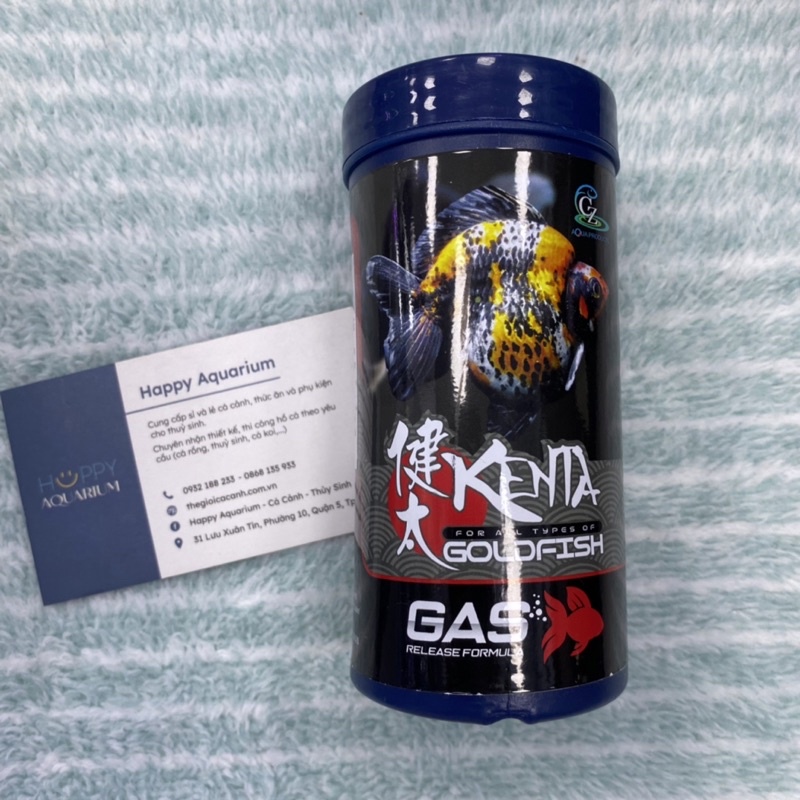 Happy Aquarium
Cung cấp sỉ và lẻ cá cảnh, thức ăn và phụ kiện
cho thuỷ sinh.
Chuyên nhận thiết kế, thi công hồ cá theo yêu
cầu (cá rồng, thuỷ sinh, cá koi,...)
0932 188 233 - 0868 135 933
thegioicacanh.com.vn
Happy Aquarium - Cá Cảnh - Thủy Sinh
31 Lưu Xuân Tín, Phường 10, Quận 5, Tp
HAPPY
AQUARIUM
CZ
健太
KENTA
FOR ALL TYPES OF
GOLDFISH
GAS
RELEASE FORMULA